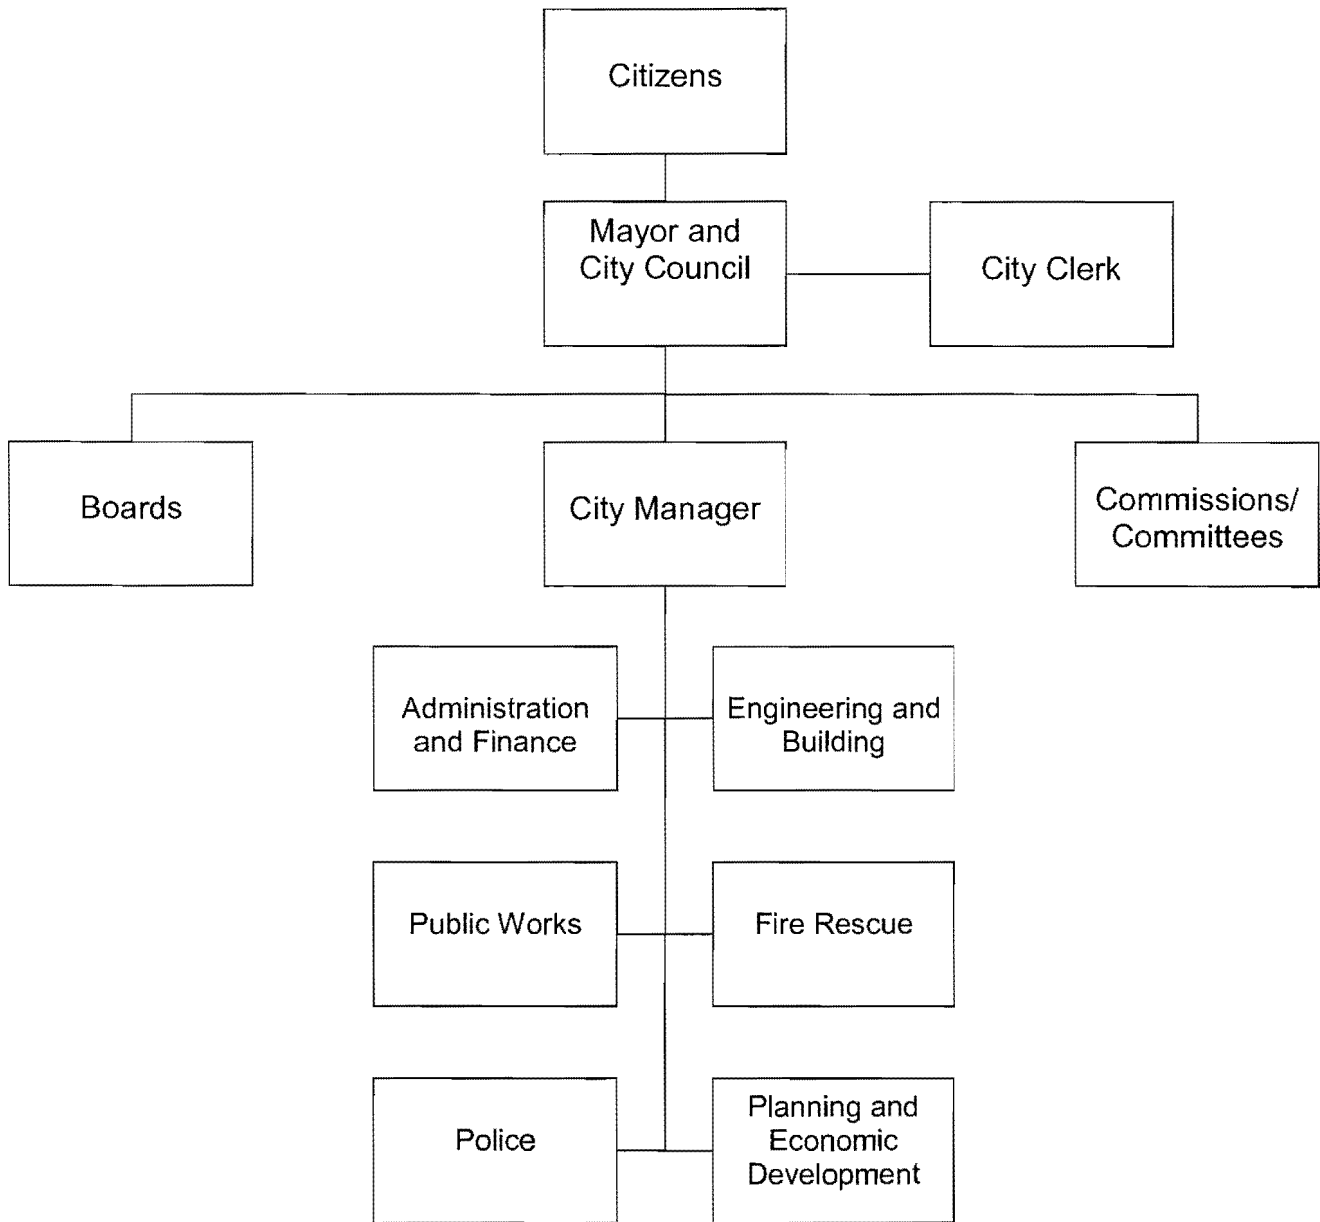 Citizens
Mayor and
City Council
City Clerk
Boards
City Manager
Commissions/
Committees
Administration
and Finance
Engineering and
Building
Public Works
Fire Rescue
Police
Planning and
Economic
Development